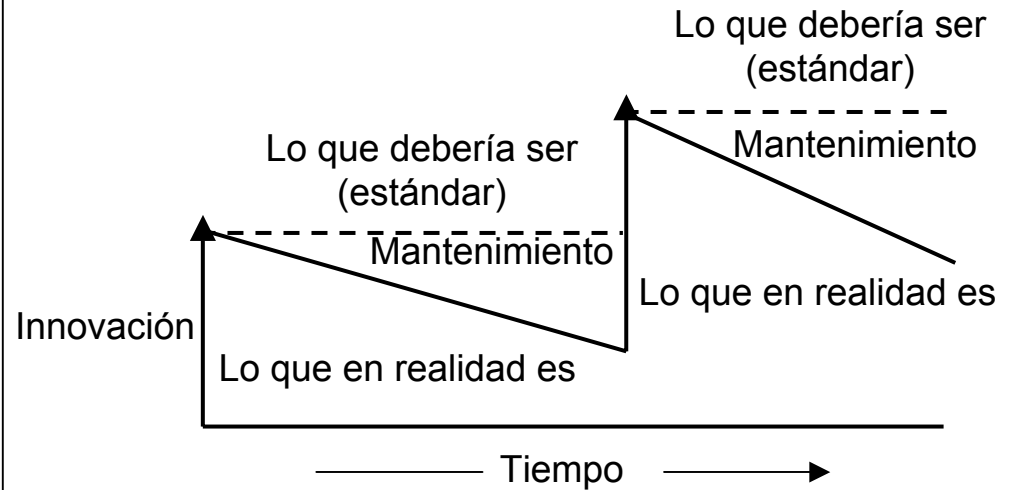 Lo que debería ser
(estándar)
Mantenimiento
Lo que debería ser
(estándar)
Mantenimiento
Lo que en realidad es
Innovación
Lo que en realidad es
Tiempo